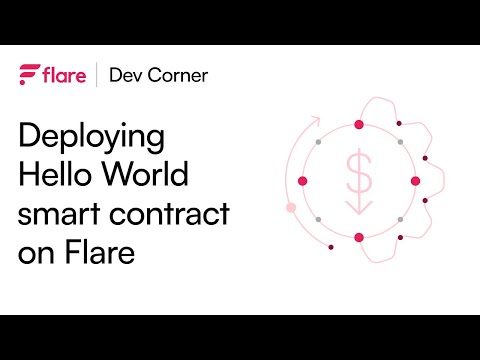 flare | Dev Corner
Deploying
Hello World
smart contract
on Flare
$